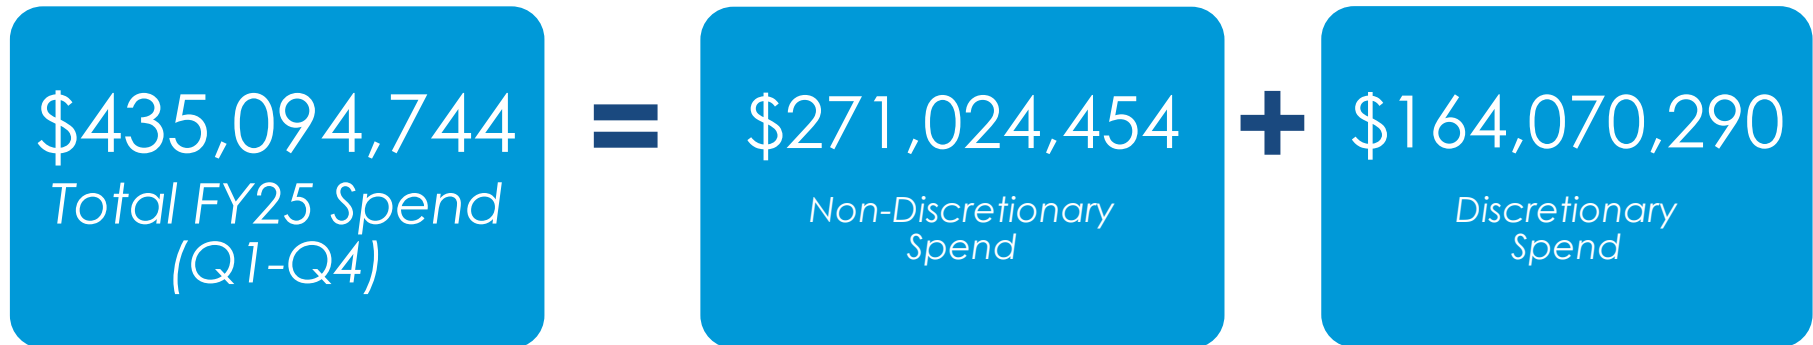 $435,094,744
Total FY25 Spend
(Q1-Q4)
=
$271,024,454
Non-Discretionary
Spend
+
$164,070,290
Discretionary
Spend